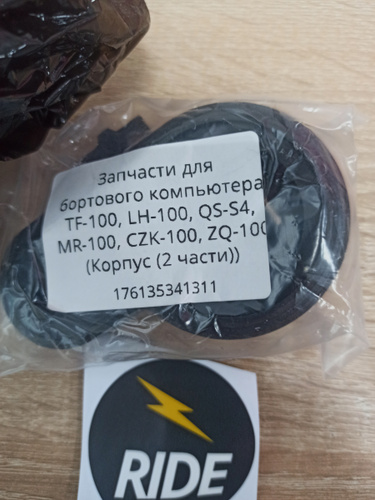 Запчасти для
бортового компьютера
TF-100, LH-100, QS-S4,
MR-100, CZK-100, ZQ-100
(Корпус (2 части))
176135341311
RIDE